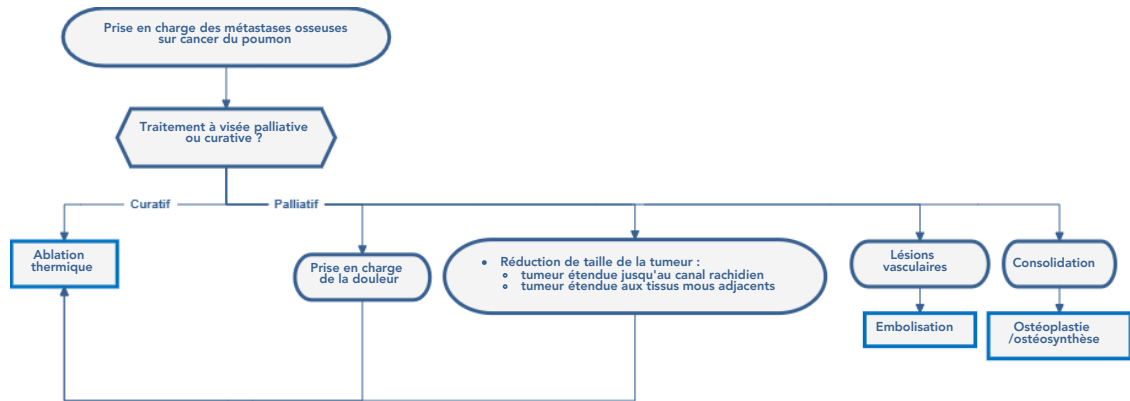 Prise en charge des métastases osseuses
sur cancer du poumon
Traitement à visée palliative
ou curative ?
Curatif
Palliatif
Ablation
thermique
Prise en charge
de la douleur
• Réduction de taille de la tumeur :
∘ tumeur étendue jusqu'au canal rachidien
∘ tumeur étendue aux tissus mous adjacents
Lésions
vasculaires
Consolidation
Embolisation
Ostéoplastie
/ostéosynthèse